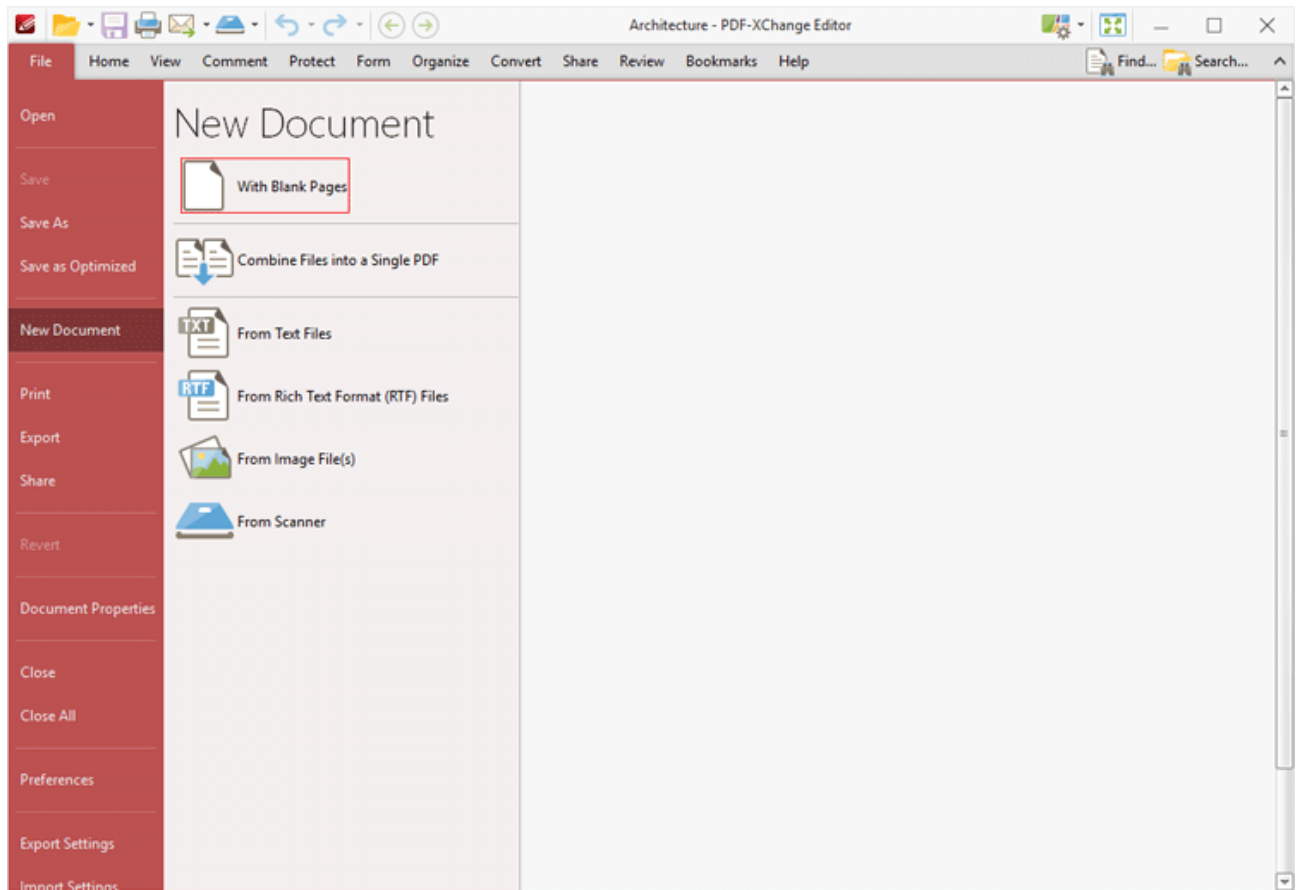 Architecture - PDF-XChange Editor
File Home View Comment Protect Form Organize Convert Share Review Bookmarks Help Find... Search...
Open
Save
Save As
Save as Optimized
New Document
Print
Export
Share
Revert
Document Properties
Close
Close All
Preferences
Export Settings
Import Settings
New Document
With Blank Pages
Combine Files into a Single PDF
TXT
From Text Files
RTF
From Rich Text Format (RTF) Files
From Image File(s)
From Scanner